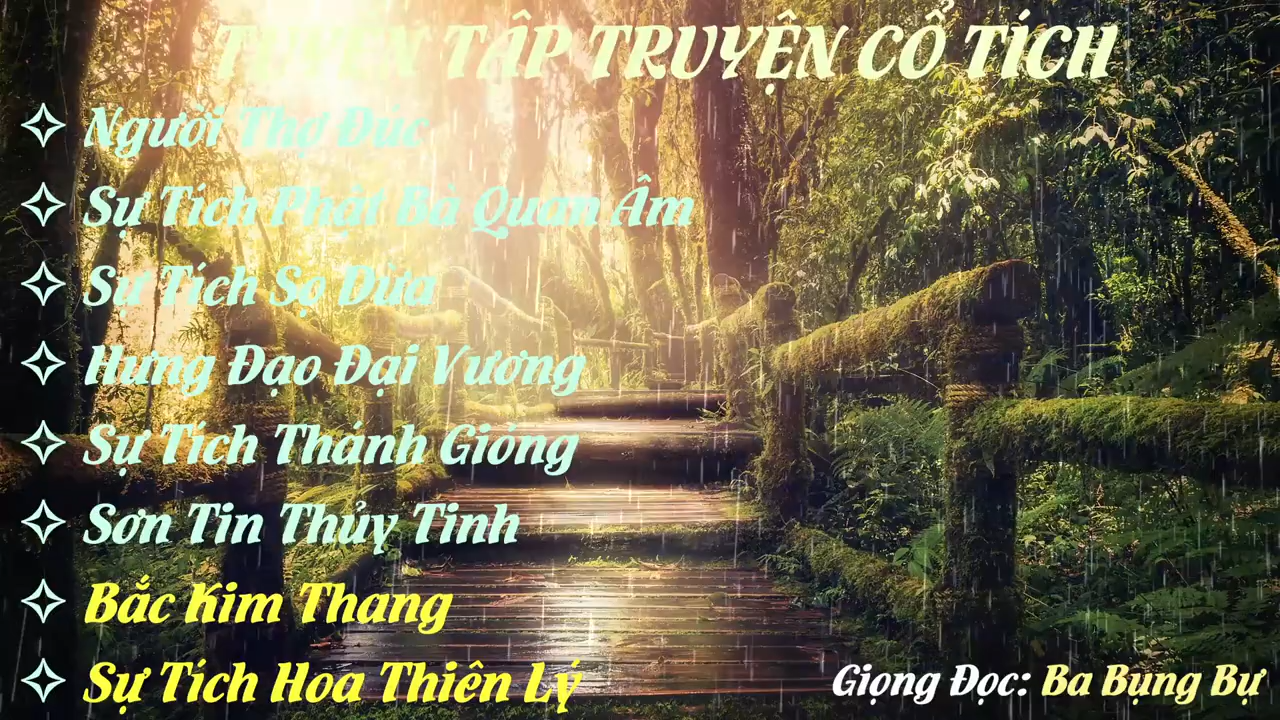 TUYỂN TẬP TRUYỆN CỔ TÍCH
Người Thợ Đúc
Sự Tích Phật Bà Quan Âm
Sự Tích Sọ Dừa
Hưng Đạo Đại Vương
Sự Tích Thánh Gióng
Sơn Tin Thủy Tinh
Bắc Kim Thang
Sự Tích Hoa Thiên Lý
Giọng Đọc: Ba Bụng Bự